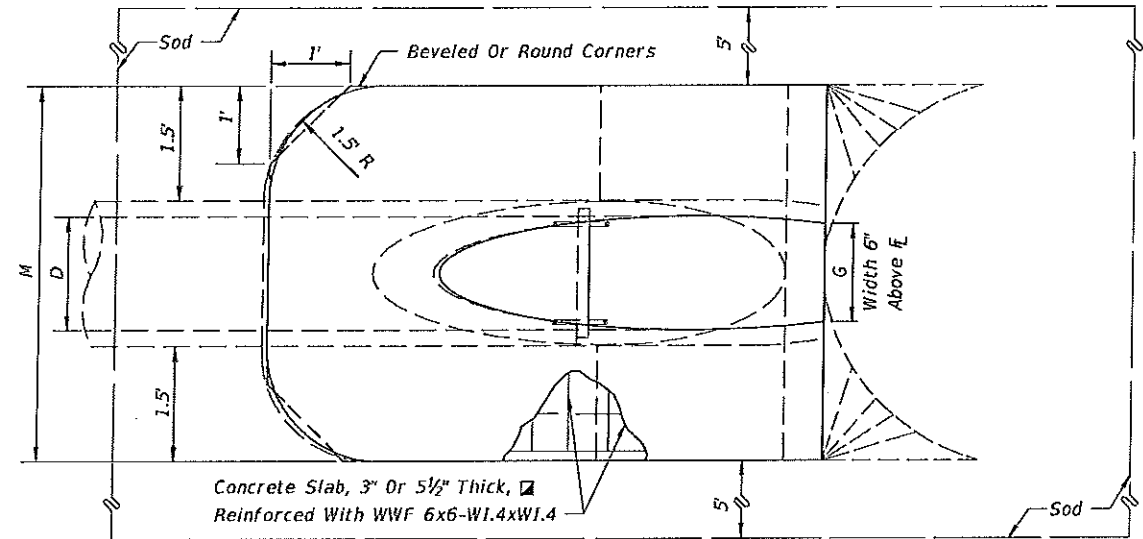 Sod
5'
1'
Beveled Or Round Corners
1'
1.5'
1.5' R
M
D
G
Width 6"
Above FL
1.5'
Concrete Slab, 3" Or 5½" Thick,
Reinforced With WWF 6x6-W1.4xW1.4
5'
Sod